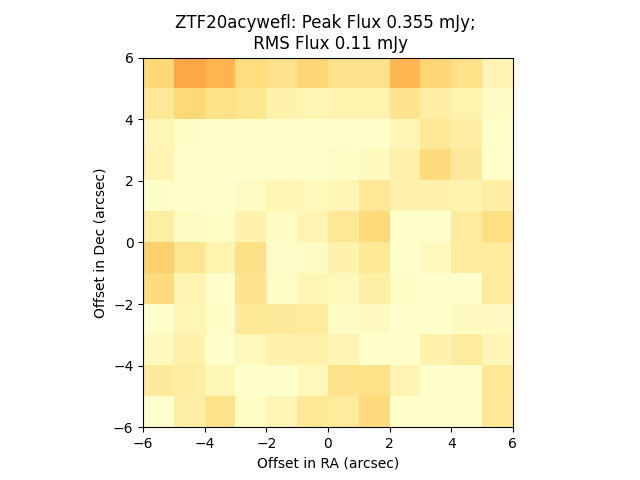 ZTF20acywefl: Peak Flux 0.355 mJy;
RMS Flux 0.11 mJy
6
4
2
0
−2
−4
−6
Offset in Dec (arcsec)
−6 −4 −2 0 2 4 6
Offset in RA (arcsec)